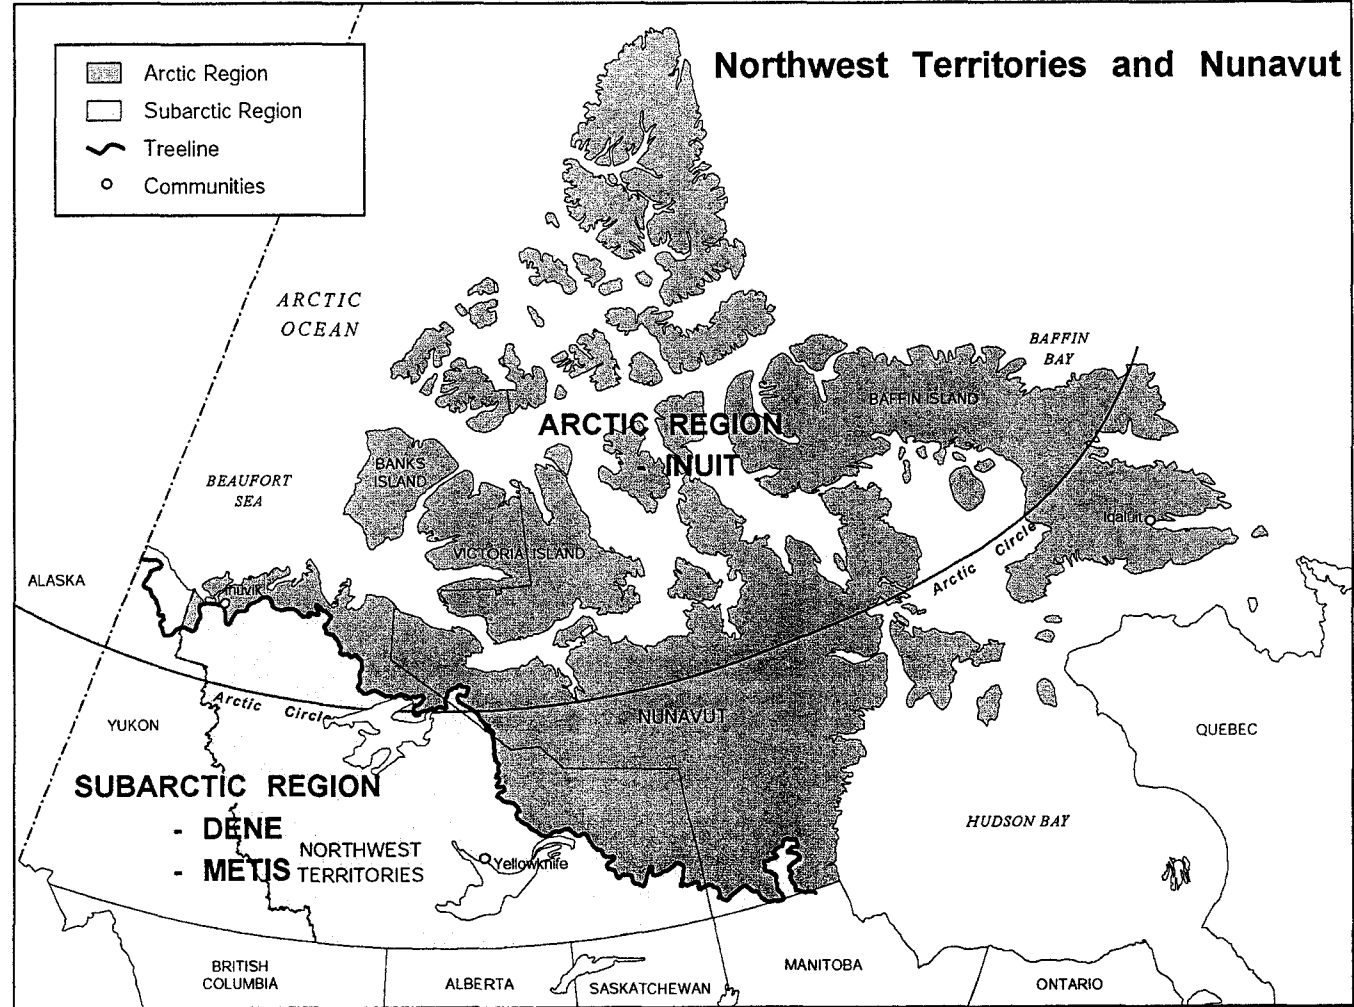 Northwest Territories and Nunavut
Arctic Region
Subarctic Region
Treeline
Communities
ARCTIC
OCEAN
BAFFIN
BAY
BAFFIN ISLAND
ARCTIC REGION
- INUIT
BANKS
ISLAND
BEAUFORT
SEA
Iqaluit
VICTORIA ISLAND
Arctic Circle
ALASKA
Inuvik
Arctic Circle
NUNAVUT
YUKON
QUEBEC
SUBARCTIC REGION
- DENE
- METIS
NORTHWEST
TERRITORIES
HUDSON BAY
Yellowknife
BRITISH
COLUMBIA
ALBERTA
SASKATCHEWAN
MANITOBA
ONTARIO